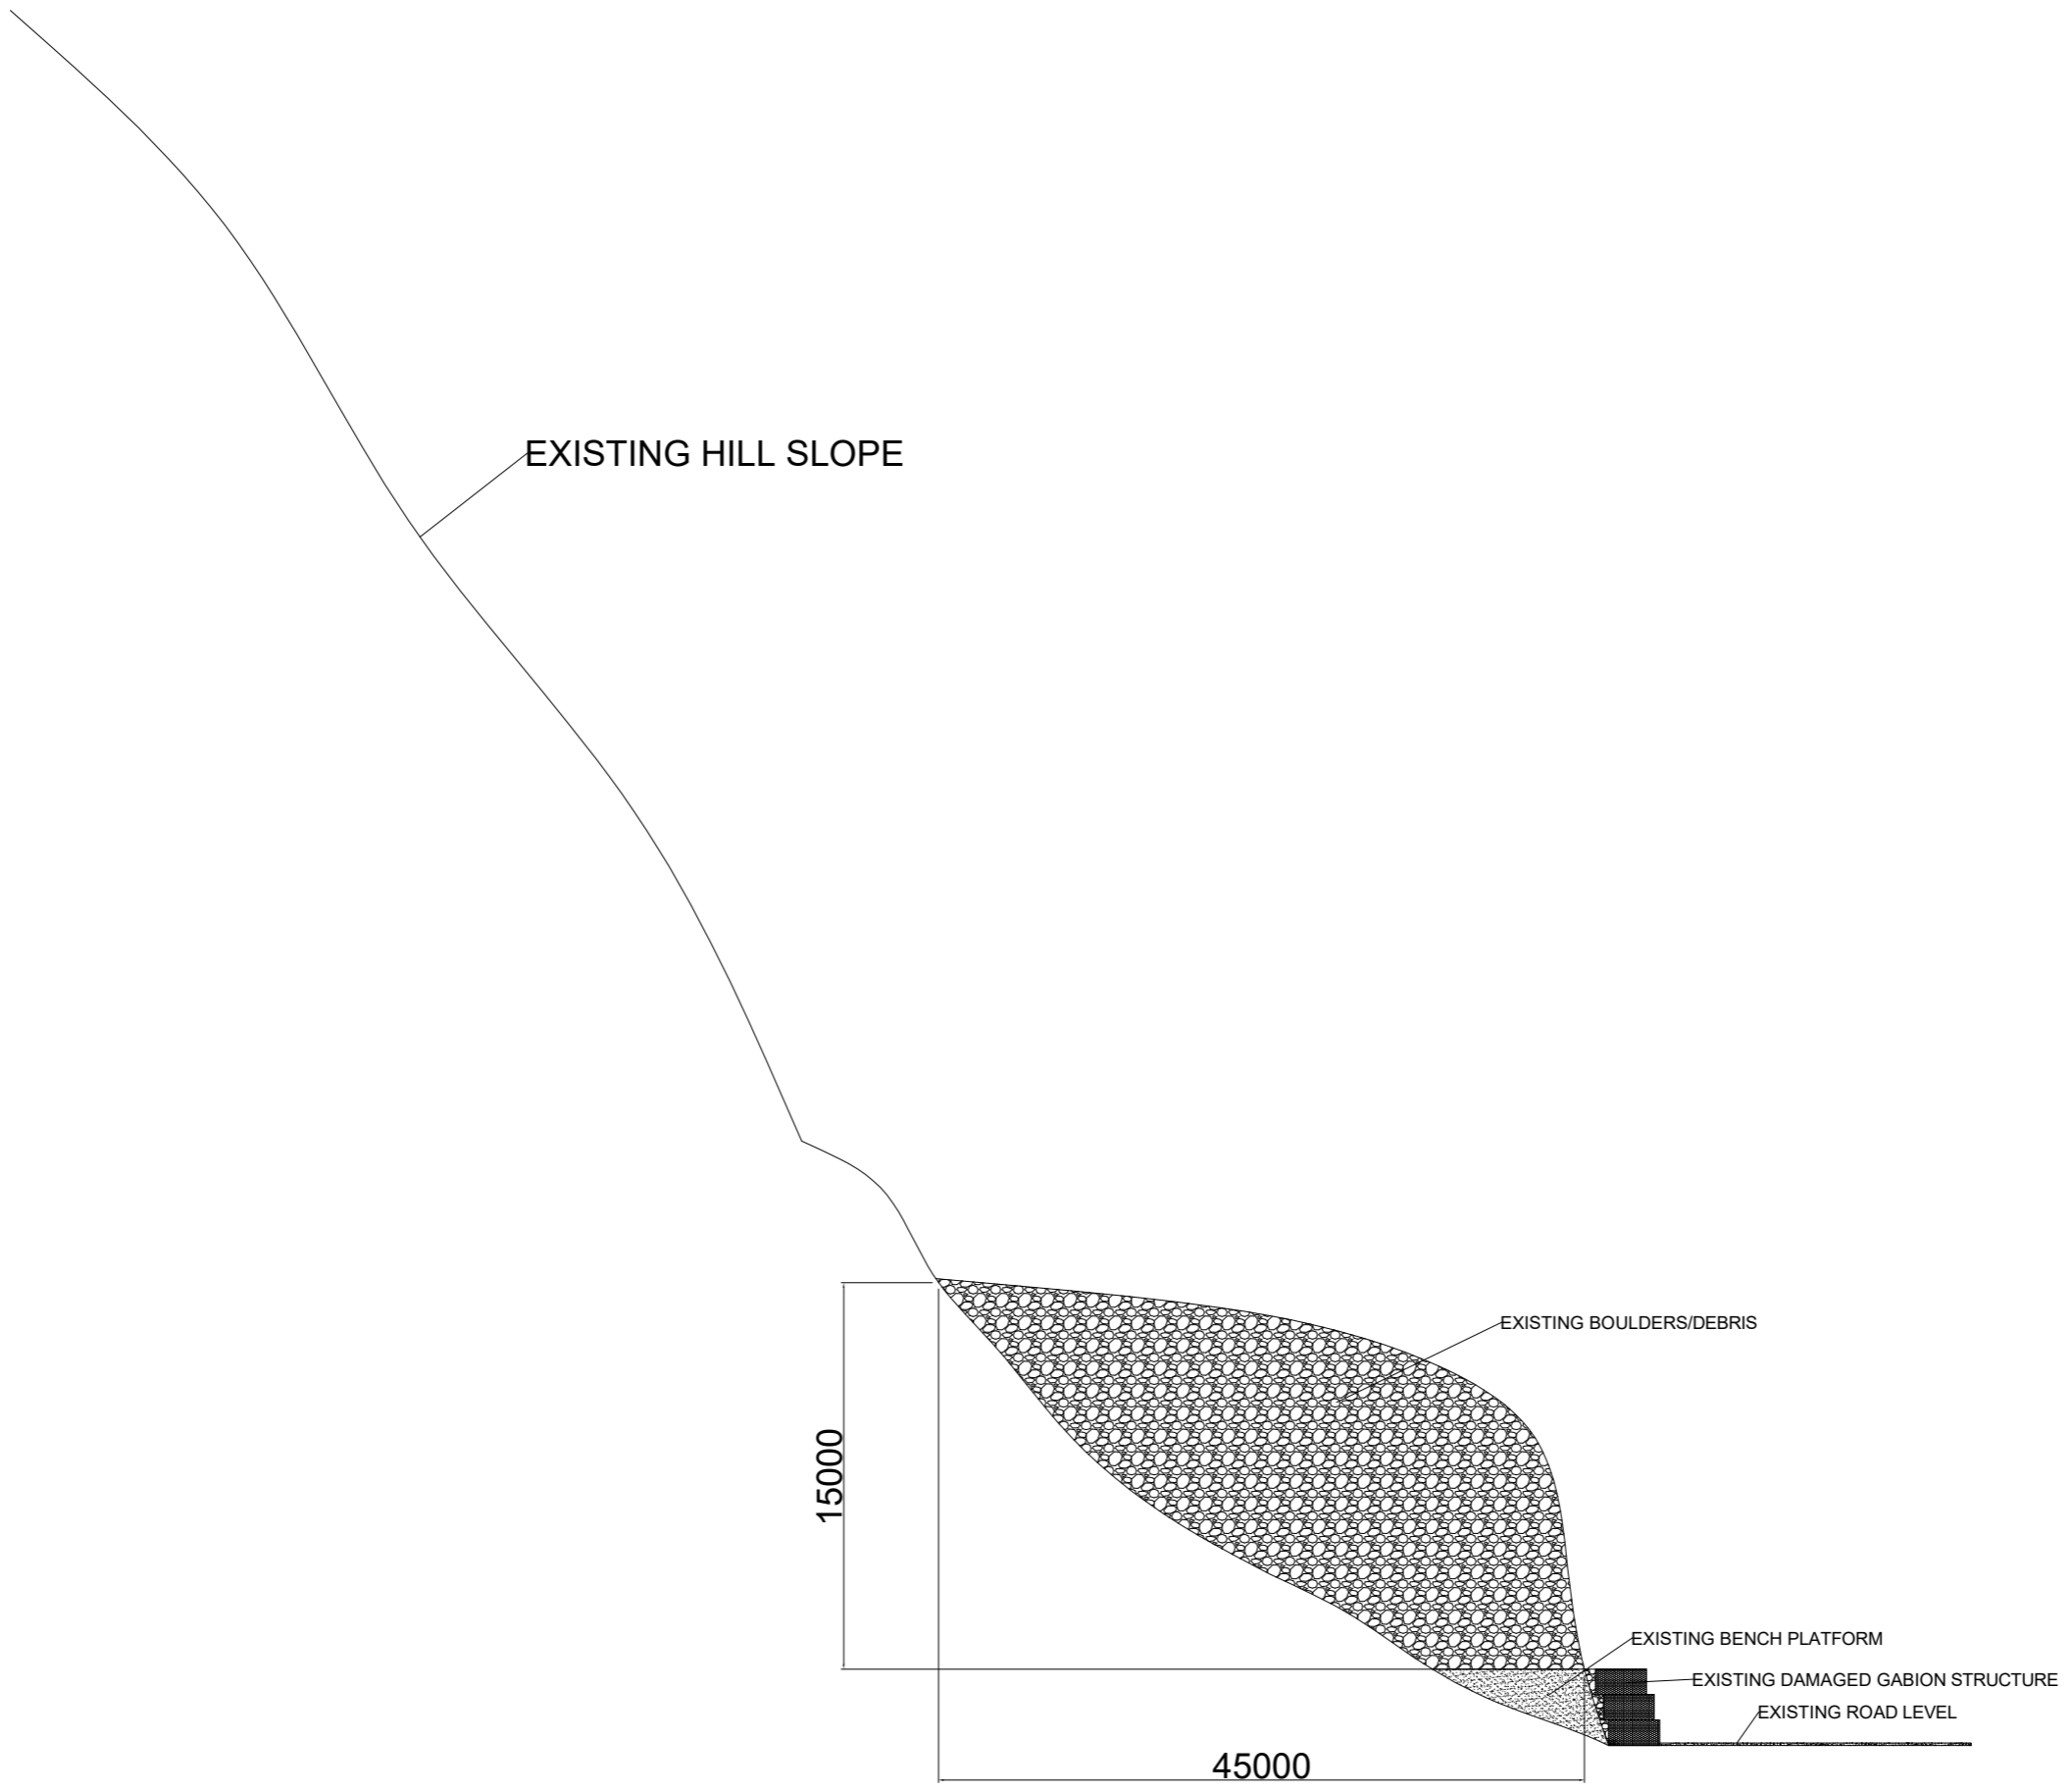 EXISTING HILL SLOPE
EXISTING BOULDERS/DEBRIS
15000
EXISTING BENCH PLATFORM
EXISTING DAMAGED GABION STRUCTURE
EXISTING ROAD LEVEL
45000